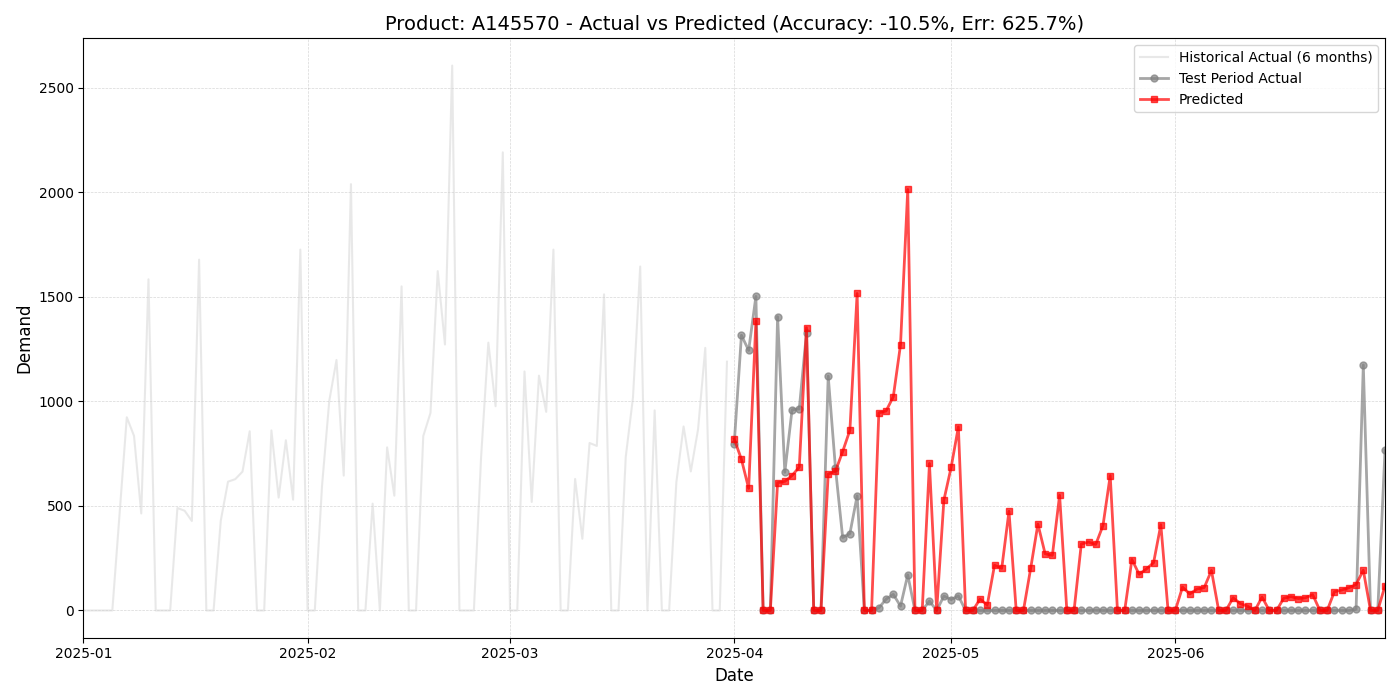 Product: A145570 - Actual vs Predicted (Accuracy: -10.5%, Err: 625.7%)
Historical Actual (6 months)
Test Period Actual
Predicted
Demand
2500
2000
1500
1000
500
0
2025-01 2025-02 2025-03 2025-04 2025-05 2025-06
Date